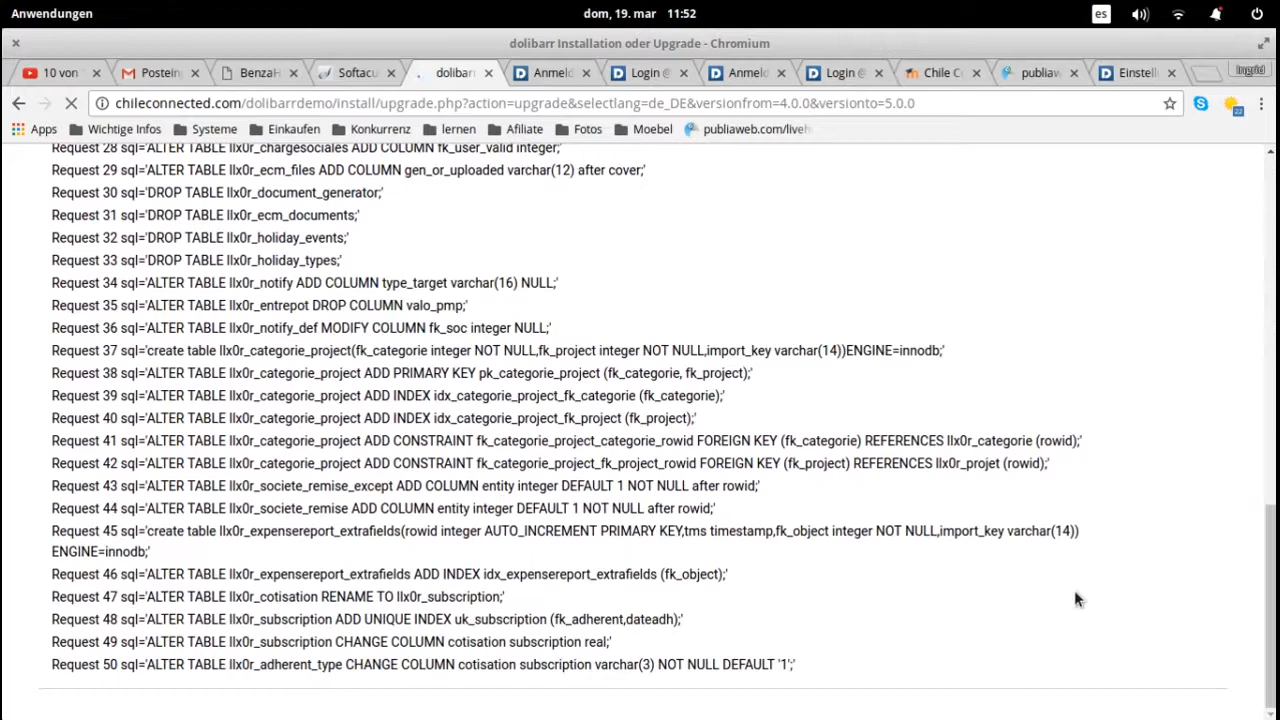 Anwendungen
dom, 19. mar 11:52
es
dolibarr Installation oder Upgrade - Chromium
10 von
Postein
BenzaH
Softacu
dolibar
Anmeld
Login @
Anmeld
Login @
Chile C
publiaw
Einstell
Ingrid
chileconnected.com/dolibarrdemo/install/upgrade.php?action=upgrade&selectlang=de_DE&versionfrom=4.0.0&versionto=5.0.0
22
Apps
Wichtige Infos
Systeme
Einkaufen
Konkurrenz
lernen
Afiliate
Fotos
Moebel
publiaweb.com/liveh
Request 28 sql='ALTER TABLE llx0r_chargesociales ADD COLUMN fk_user_valid integer;'
Request 29 sql='ALTER TABLE llx0r_ecm_files ADD COLUMN gen_or_uploaded varchar(12) after cover;'
Request 30 sql='DROP TABLE llx0r_document_generator;'
Request 31 sql='DROP TABLE llx0r_ecm_documents;'
Request 32 sql='DROP TABLE llx0r_holiday_events;'
Request 33 sql='DROP TABLE llx0r_holiday_types;'
Request 34 sql='ALTER TABLE llx0r_notify ADD COLUMN type_target varchar(16) NULL;'
Request 35 sql='ALTER TABLE llx0r_entrepot DROP COLUMN valo_pmp;'
Request 36 sql='ALTER TABLE llx0r_notify_def MODIFY COLUMN fk_soc integer NULL;'
Request 37 sql='create table llx0r_categorie_project(fk_categorie integer NOT NULL,fk_project integer NOT NULL,import_key varchar(14))ENGINE=innodb;'
Request 38 sql='ALTER TABLE llx0r_categorie_project ADD PRIMARY KEY pk_categorie_project (fk_categorie, fk_project);'
Request 39 sql='ALTER TABLE llx0r_categorie_project ADD INDEX idx_categorie_project_fk_categorie (fk_categorie);'
Request 40 sql='ALTER TABLE llx0r_categorie_project ADD INDEX idx_categorie_project_fk_project (fk_project);'
Request 41 sql='ALTER TABLE llx0r_categorie_project ADD CONSTRAINT fk_categorie_project_categorie_rowid FOREIGN KEY (fk_categorie) REFERENCES llx0r_categorie (rowid);'
Request 42 sql='ALTER TABLE llx0r_categorie_project ADD CONSTRAINT fk_categorie_project_fk_project_rowid FOREIGN KEY (fk_project) REFERENCES llx0r_projet (rowid);'
Request 43 sql='ALTER TABLE llx0r_societe_remise_except ADD COLUMN entity integer DEFAULT 1 NOT NULL after rowid;'
Request 44 sql='ALTER TABLE llx0r_societe_remise ADD COLUMN entity integer DEFAULT 1 NOT NULL after rowid;'
Request 45 sql='create table llx0r_expensereport_extrafields(rowid integer AUTO_INCREMENT PRIMARY KEY,tms timestamp,fk_object integer NOT NULL,import_key varchar(14))
ENGINE=innodb;'
Request 46 sql='ALTER TABLE llx0r_expensereport_extrafields ADD INDEX idx_expensereport_extrafields (fk_object);'
Request 47 sql='ALTER TABLE llx0r_cotisation RENAME TO llx0r_subscription;'
Request 48 sql='ALTER TABLE llx0r_subscription ADD UNIQUE INDEX uk_subscription (fk_adherent,dateadh);'
Request 49 sql='ALTER TABLE llx0r_subscription CHANGE COLUMN cotisation subscription real;'
Request 50 sql='ALTER TABLE llx0r_adherent_type CHANGE COLUMN cotisation subscription varchar(3) NOT NULL DEFAULT '1';'